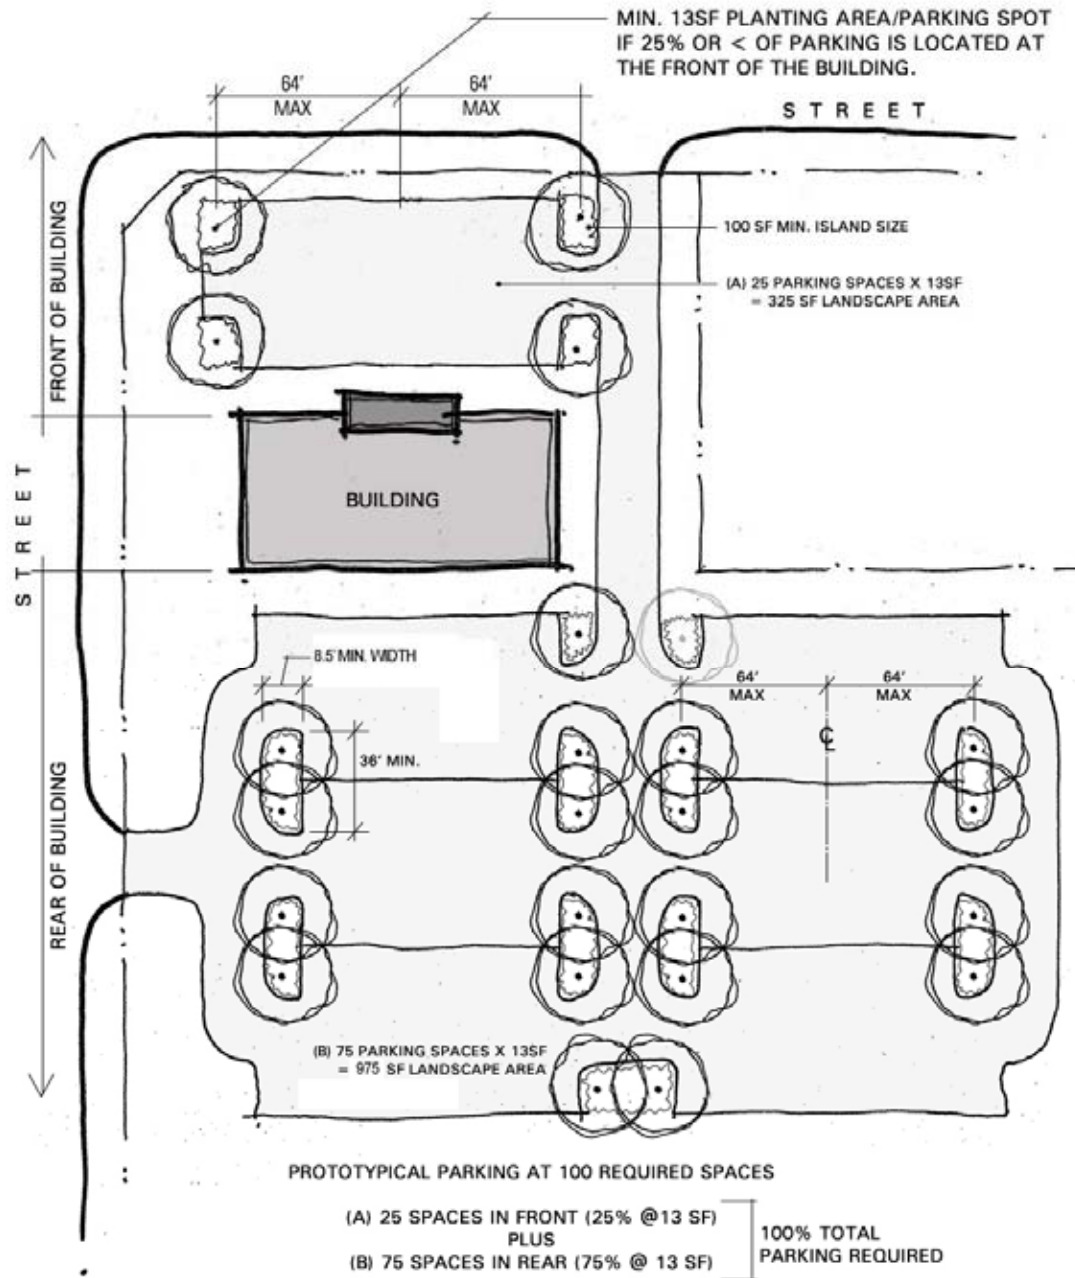 MIN. 13SF PLANTING AREA/PARKING SPOT
IF 25% OR < OF PARKING IS LOCATED AT
THE FRONT OF THE BUILDING.
64'
MAX
64'
MAX
STREET
100 SF MIN. ISLAND SIZE
(A) 25 PARKING SPACES X 13SF
= 325 SF LANDSCAPE AREA
FRONT OF BUILDING
STREET
BUILDING
8.5' MIN. WIDTH
64'
MAX
64'
MAX
36' MIN.
CL
REAR OF BUILDING
(B) 75 PARKING SPACES X 13SF
= 975 SF LANDSCAPE AREA
PROTOTYPICAL PARKING AT 100 REQUIRED SPACES
(A) 25 SPACES IN FRONT (25% @13 SF)
PLUS
(B) 75 SPACES IN REAR (75% @ 13 SF)
100% TOTAL
PARKING REQUIRED